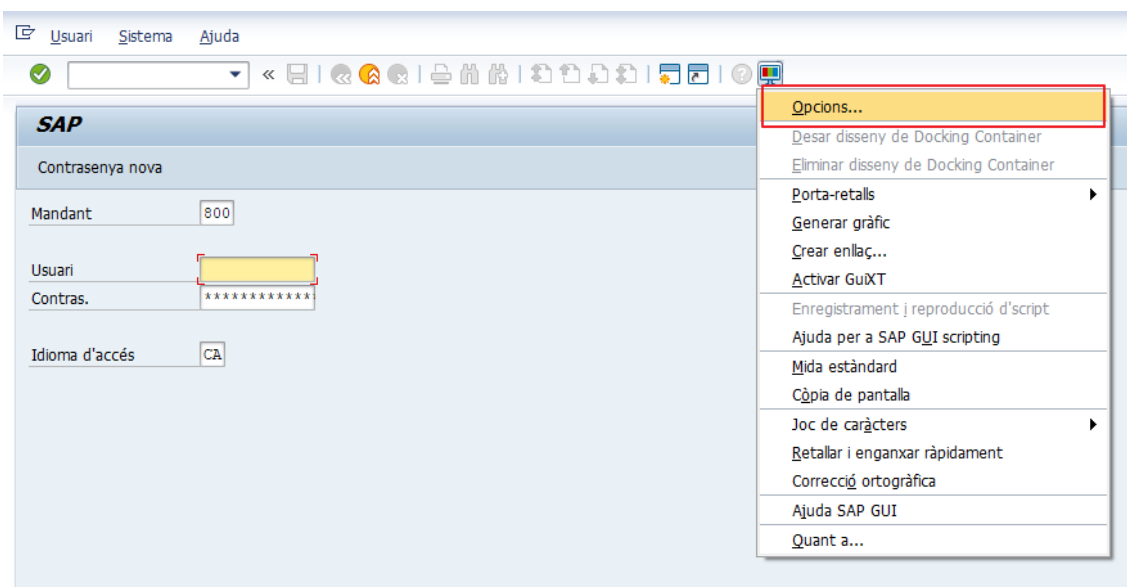 Usuari Sistema Ajuda
SAP
Contrasenya nova
Mandant 800
Usuari
Contras. ************
Idioma d'accés CA
Opcions...
Desar disseny de Docking Container
Eliminar disseny de Docking Container
Porta-retalls
Generar gràfic
Crear enllaç...
Activar GuiXT
Enregistrament i reproducció d'script
Ajuda per a SAP GUI scripting
Mida estàndard
Còpia de pantalla
Joc de caràcters
Retallar i enganxar ràpidament
Correcció ortogràfica
Ajuda SAP GUI
Quant a...